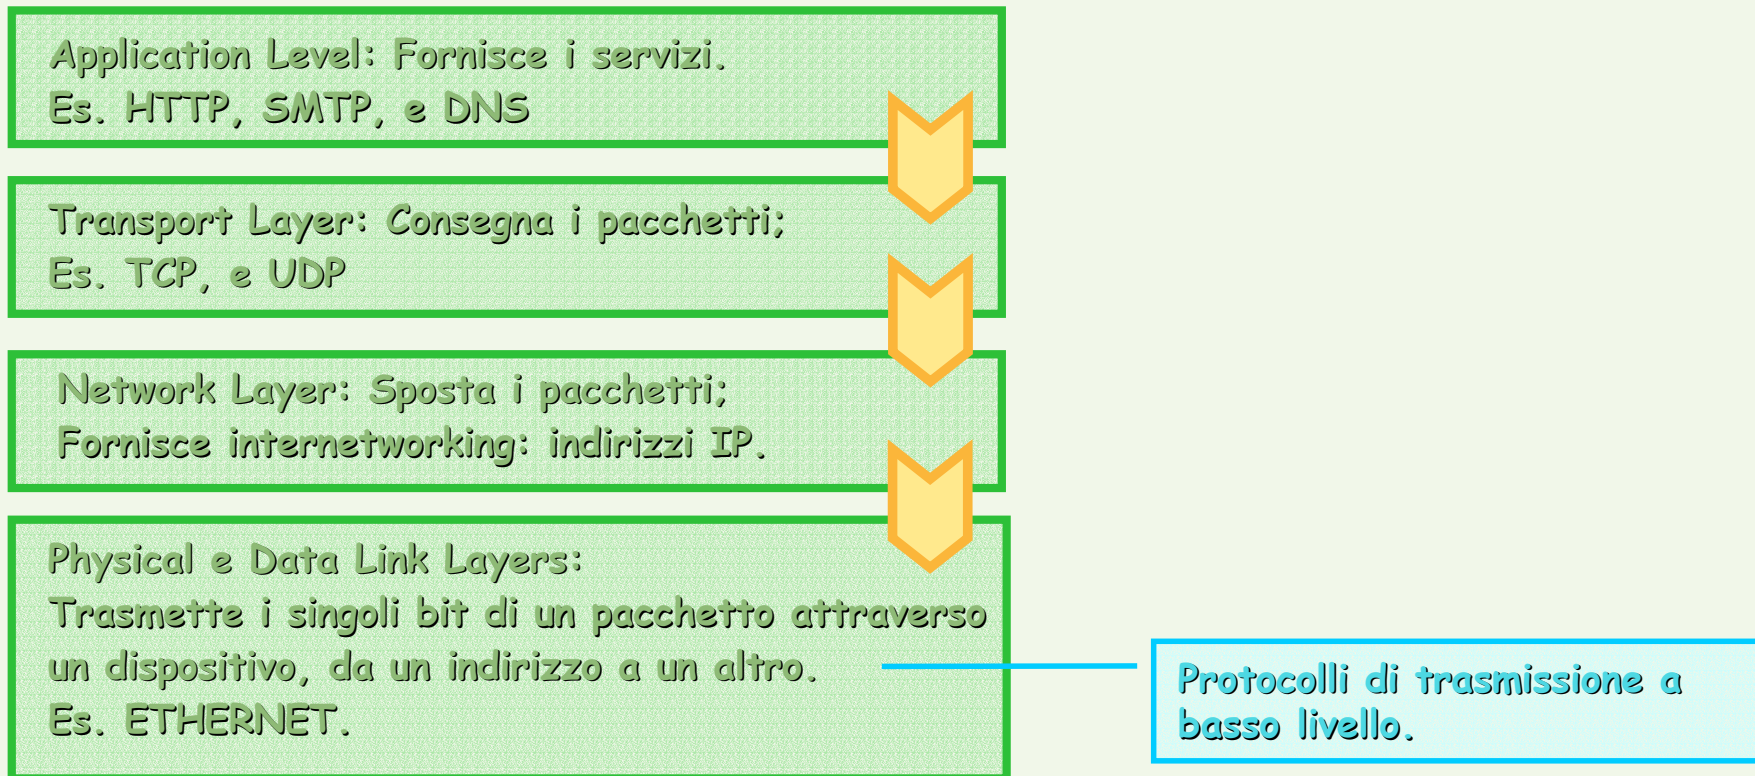 Application Level: Fornisce i servizi.
Es. HTTP, SMTP, e DNS
Transport Layer: Consegna i pacchetti;
Es. TCP, e UDP
Network Layer: Sposta i pacchetti;
Fornisce internetworking: indirizzi IP.
Physical e Data Link Layers:
Trasmette i singoli bit di un pacchetto attraverso
un dispositivo, da un indirizzo a un altro.
Es. ETHERNET.
Protocolli di trasmissione a
basso livello.